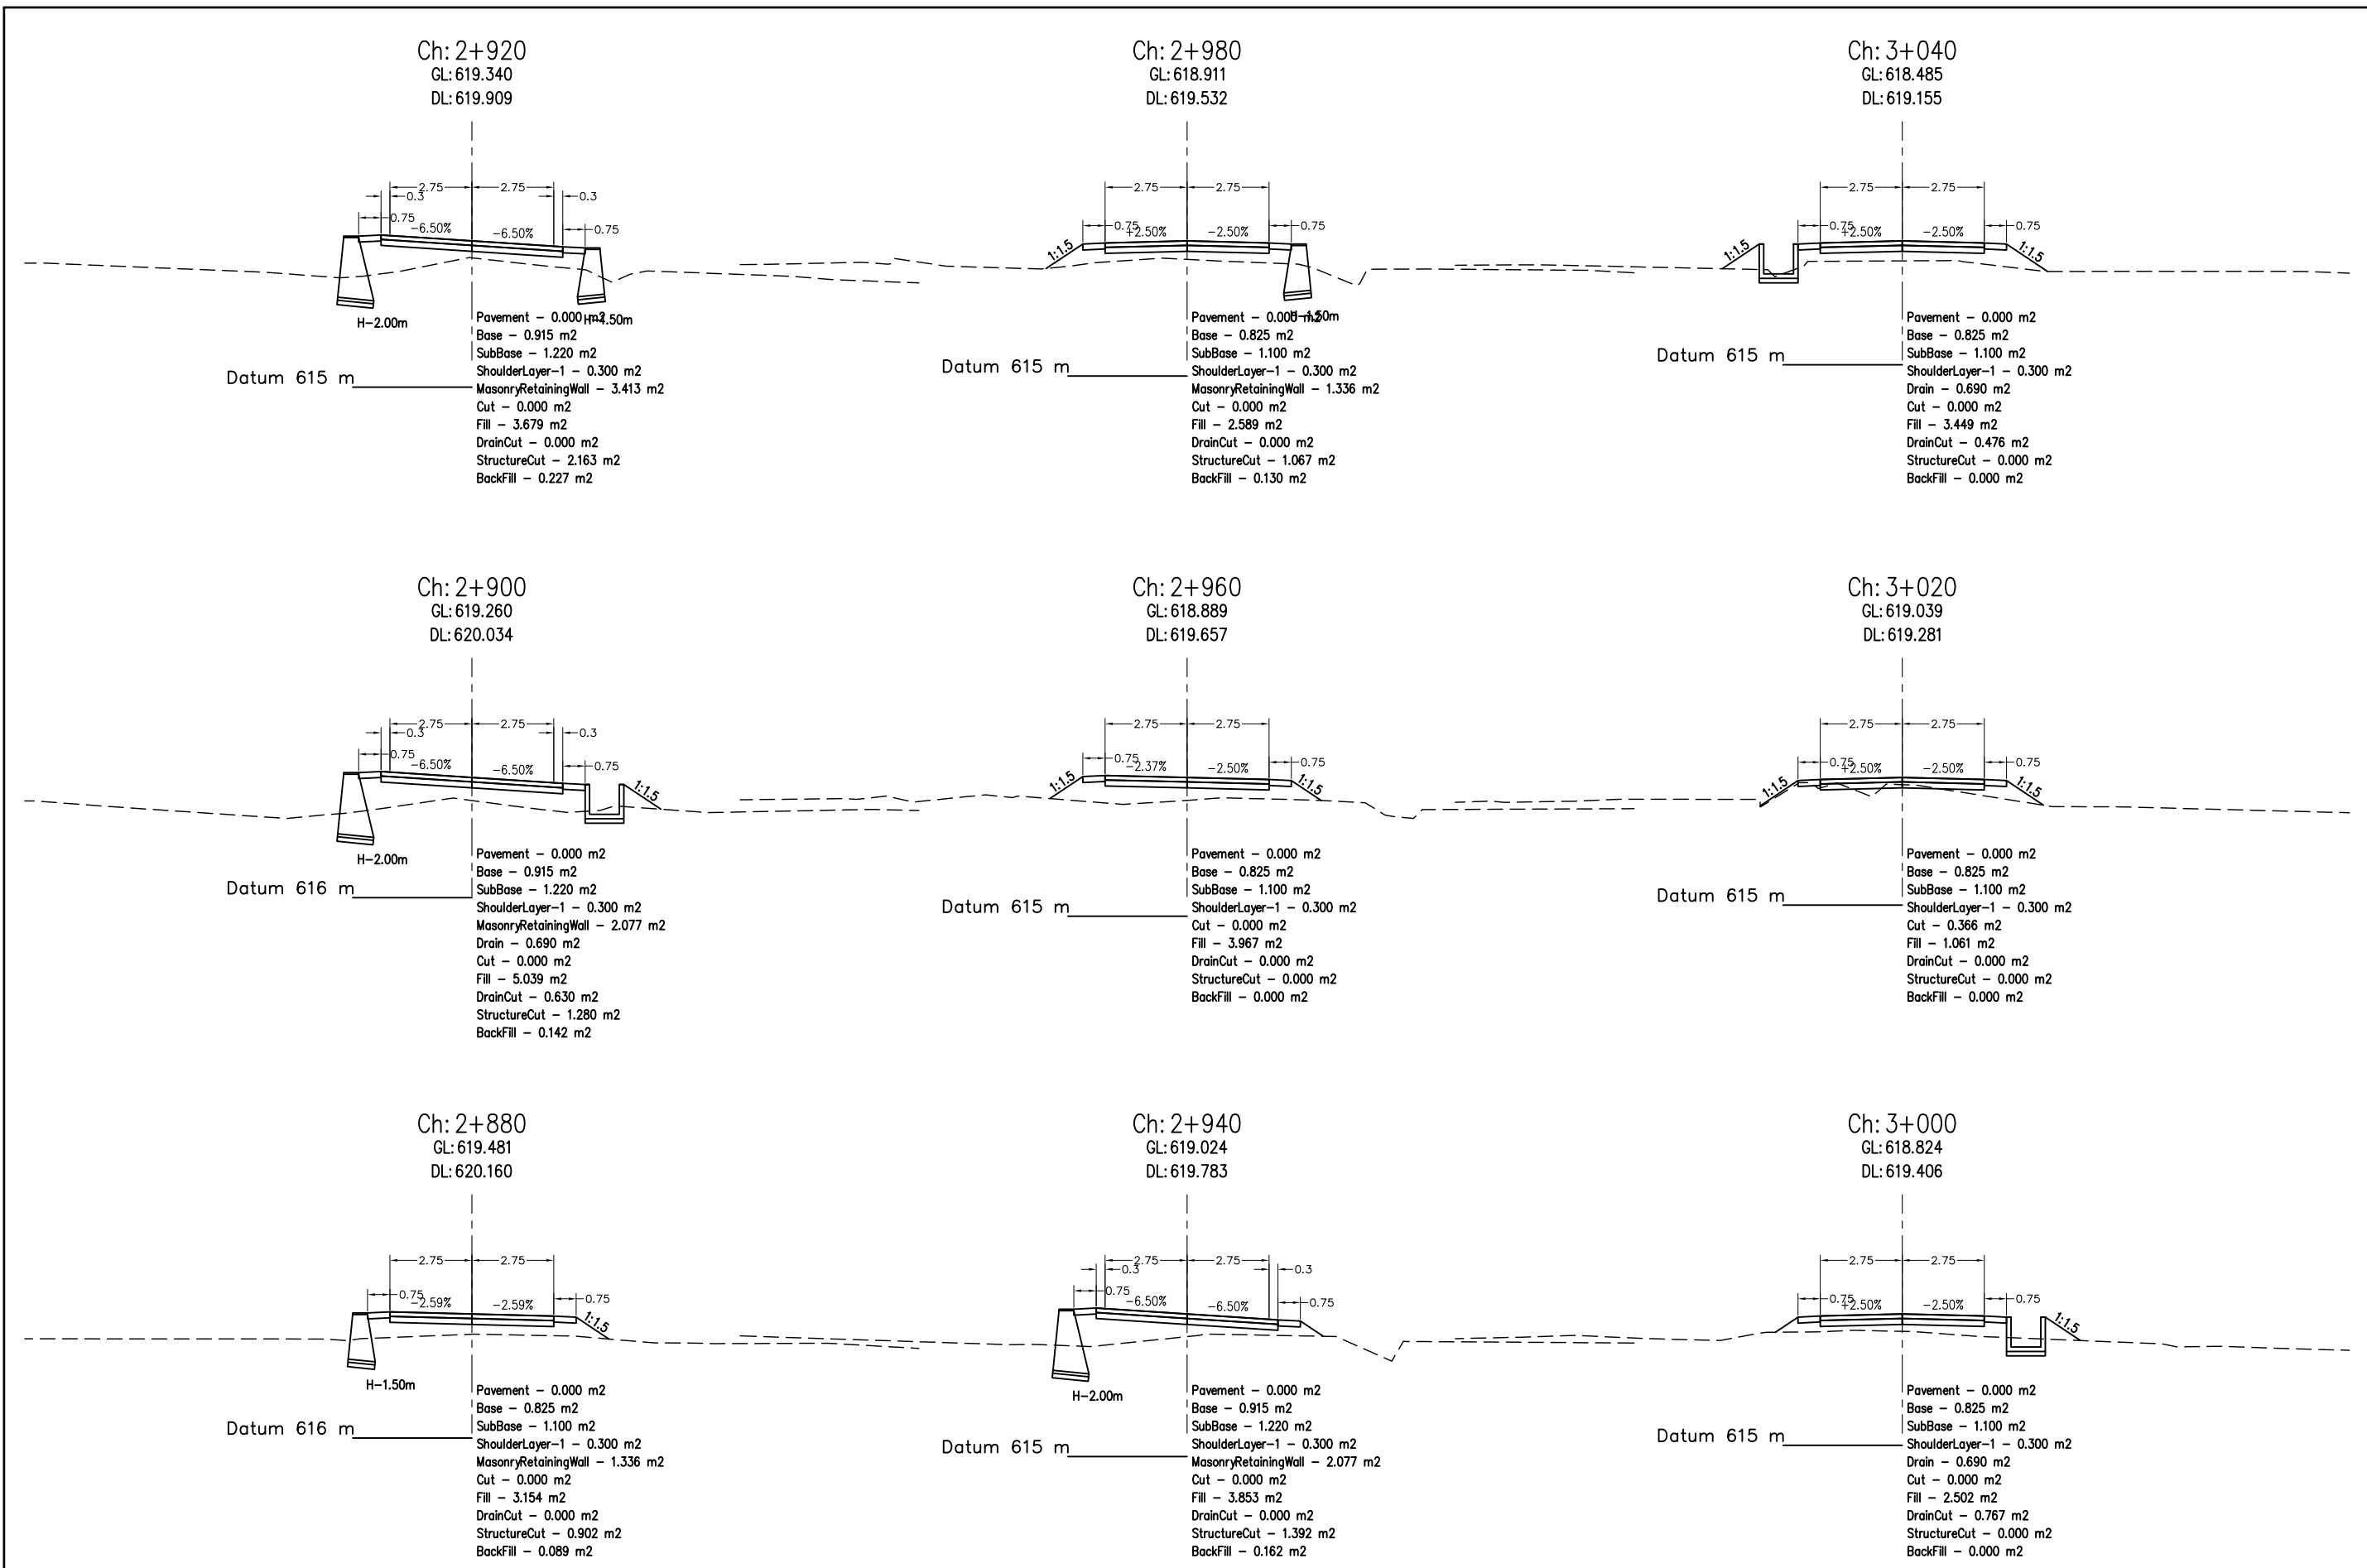 Ch: 2+920
GL: 619.340
DL: 619.909
2.75
2.75
0.3
0.3
0.75
0.75
-6.50%
-6.50%
H-2.00m
H-1.50m
Datum 615 m
Pavement - 0.000 m2
Base - 0.915 m2
SubBase - 1.220 m2
ShoulderLayer-1 - 0.300 m2
MasonryRetainingWall - 3.413 m2
Cut - 0.000 m2
Fill - 3.679 m2
DrainCut - 0.000 m2
StructureCut - 2.163 m2
BackFill - 0.227 m2
Ch: 2+980
GL: 618.911
DL: 619.532
2.75
2.75
0.75
0.75
1:1.5
+2.50%
-2.50%
H-1.50m
Datum 615 m
Pavement - 0.000 m2
Base - 0.825 m2
SubBase - 1.100 m2
ShoulderLayer-1 - 0.300 m2
MasonryRetainingWall - 1.336 m2
Cut - 0.000 m2
Fill - 2.589 m2
DrainCut - 0.000 m2
StructureCut - 1.067 m2
BackFill - 0.130 m2
Ch: 3+040
GL: 618.485
DL: 619.155
2.75
2.75
0.75
0.75
1:1.5
+2.50%
-2.50%
1:1.5
Datum 615 m
Pavement - 0.000 m2
Base - 0.825 m2
SubBase - 1.100 m2
ShoulderLayer-1 - 0.300 m2
Drain - 0.690 m2
Cut - 0.000 m2
Fill - 3.449 m2
DrainCut - 0.476 m2
StructureCut - 0.000 m2
BackFill - 0.000 m2
Ch: 2+900
GL: 619.260
DL: 620.034
2.75
2.75
0.3
0.3
0.75
0.75
-6.50%
-6.50%
1:1.5
H-2.00m
Datum 616 m
Pavement - 0.000 m2
Base - 0.915 m2
SubBase - 1.220 m2
ShoulderLayer-1 - 0.300 m2
MasonryRetainingWall - 2.077 m2
Drain - 0.690 m2
Cut - 0.000 m2
Fill - 5.039 m2
DrainCut - 0.630 m2
StructureCut - 1.280 m2
BackFill - 0.142 m2
Ch: 2+960
GL: 618.889
DL: 619.657
2.75
2.75
0.75
0.75
1:1.5
-2.37%
-2.50%
1:1.5
Datum 615 m
Pavement - 0.000 m2
Base - 0.825 m2
SubBase - 1.100 m2
ShoulderLayer-1 - 0.300 m2
Cut - 0.000 m2
Fill - 3.967 m2
DrainCut - 0.000 m2
StructureCut - 0.000 m2
BackFill - 0.000 m2
Ch: 3+020
GL: 619.039
DL: 619.281
2.75
2.75
0.75
0.75
1:1.5
+2.50%
-2.50%
1:1.5
Datum 615 m
Pavement - 0.000 m2
Base - 0.825 m2
SubBase - 1.100 m2
ShoulderLayer-1 - 0.300 m2
Cut - 0.366 m2
Fill - 1.061 m2
DrainCut - 0.000 m2
StructureCut - 0.000 m2
BackFill - 0.000 m2
Ch: 2+880
GL: 619.481
DL: 620.160
2.75
2.75
0.75
0.75
-2.59%
-2.59%
1:1.5
H-1.50m
Datum 616 m
Pavement - 0.000 m2
Base - 0.825 m2
SubBase - 1.100 m2
ShoulderLayer-1 - 0.300 m2
MasonryRetainingWall - 1.336 m2
Cut - 0.000 m2
Fill - 3.154 m2
DrainCut - 0.000 m2
StructureCut - 0.902 m2
BackFill - 0.089 m2
Ch: 2+940
GL: 619.024
DL: 619.783
2.75
2.75
0.3
0.3
0.75
0.75
-6.50%
-6.50%
H-2.00m
Datum 615 m
Pavement - 0.000 m2
Base - 0.915 m2
SubBase - 1.220 m2
ShoulderLayer-1 - 0.300 m2
MasonryRetainingWall - 2.077 m2
Cut - 0.000 m2
Fill - 3.853 m2
DrainCut - 0.000 m2
StructureCut - 1.392 m2
BackFill - 0.162 m2
Ch: 3+000
GL: 618.824
DL: 619.406
2.75
2.75
0.75
0.75
+2.50%
-2.50%
1:1.5
Datum 615 m
Pavement - 0.000 m2
Base - 0.825 m2
SubBase - 1.100 m2
ShoulderLayer-1 - 0.300 m2
Drain - 0.690 m2
Cut - 0.000 m2
Fill - 2.502 m2
DrainCut - 0.767 m2
StructureCut - 0.000 m2
BackFill - 0.000 m2